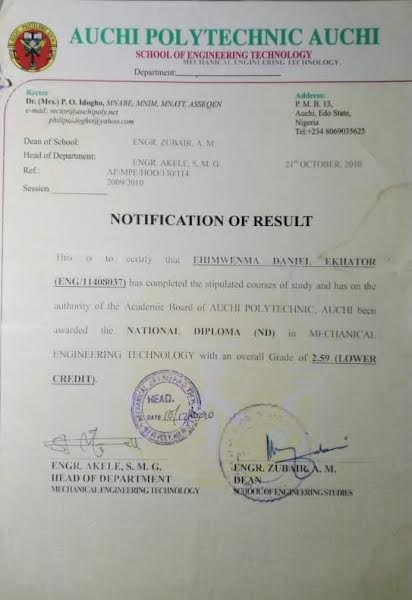 AUCHI POLYTECHNIC AUCHI
SCHOOL OF ENGINEERING TECHNOLOGY
MECHANICAL ENGINEERING TECHNOLOGY.
Department:
Rector
Dr. (Mrs.) P. O. Idogho, MNABE, MNIM, MNATT, ASSEQEN
e-mail: rector@auchipoly.net
philipaidogho@yahoo.com
Address:
P. M. B. 13,
Auchi, Edo State,
Nigeria
Tel:+234 8069035625
Dean of School: ENGR. ZUBAIR, A. M.
Head of Department: ENGR. AKELE, S. M. G. 21st OCTOBER, 2010
Ref.: AP/MPE/HOD/130/114
Session 2009/2010
NOTIFICATION OF RESULT
This is to certify that EHIMWENMA DANIEL EKHATOR
(ENG/11408037) has completed the stipulated courses of study and has on the
authority of the Academic Board of AUCHI POLYTECHNIC, AUCHI been
awarded the NATIONAL DIPLOMA (ND) in MECHANICAL
ENGINEERING TECHNOLOGY with an overall Grade of 2.59 (LOWER
CREDIT).
HEAD.
DATE
ENGR. AKELE, S. M. G.
HEAD OF DEPARTMENT
MECHANICAL ENGINEERING TECHNOLOGY
ENGR. ZUBAIR, A. M.
DEAN
SCHOOL OF ENGINEERING STUDIES